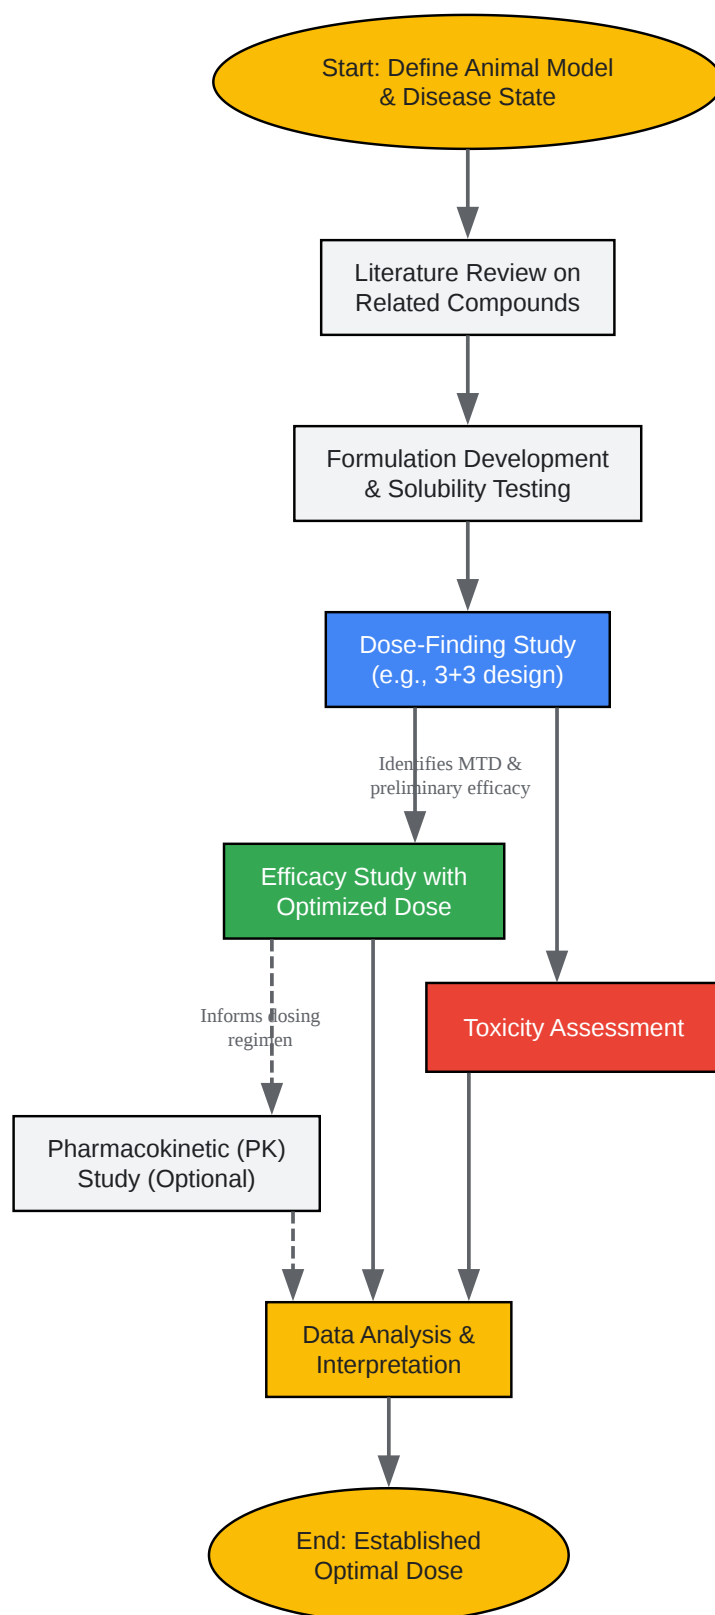 Start: Define Animal Model
& Disease State
Literature Review on
Related Compounds
Formulation Development
& Solubility Testing
Dose-Finding Study
(e.g., 3+3 design)
Identifies MTD &
preliminary efficacy
Efficacy Study with
Optimized Dose
Toxicity Assessment
Informs dosing
regimen
Pharmacokinetic (PK)
Study (Optional)
Data Analysis &
Interpretation
End: Established
Optimal Dose